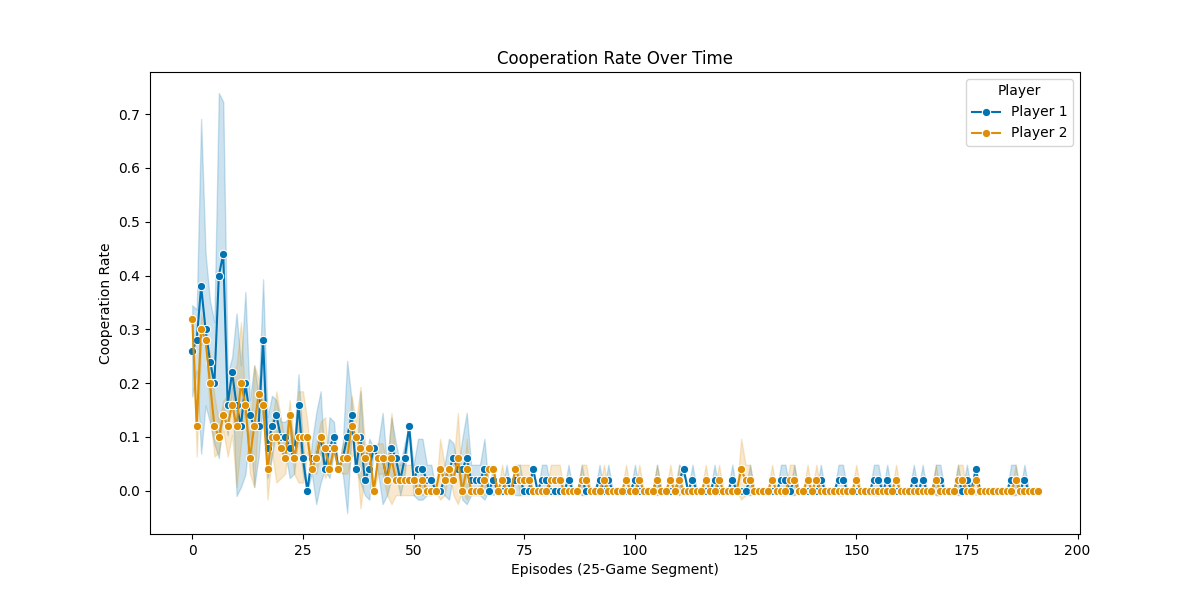 Cooperation Rate Over Time
Player
Player 1
Player 2
Cooperation Rate
0.7
0.6
0.5
0.4
0.3
0.2
0.1
0.0
0
25
50
75
100
125
150
175
200
Episodes (25-Game Segment)